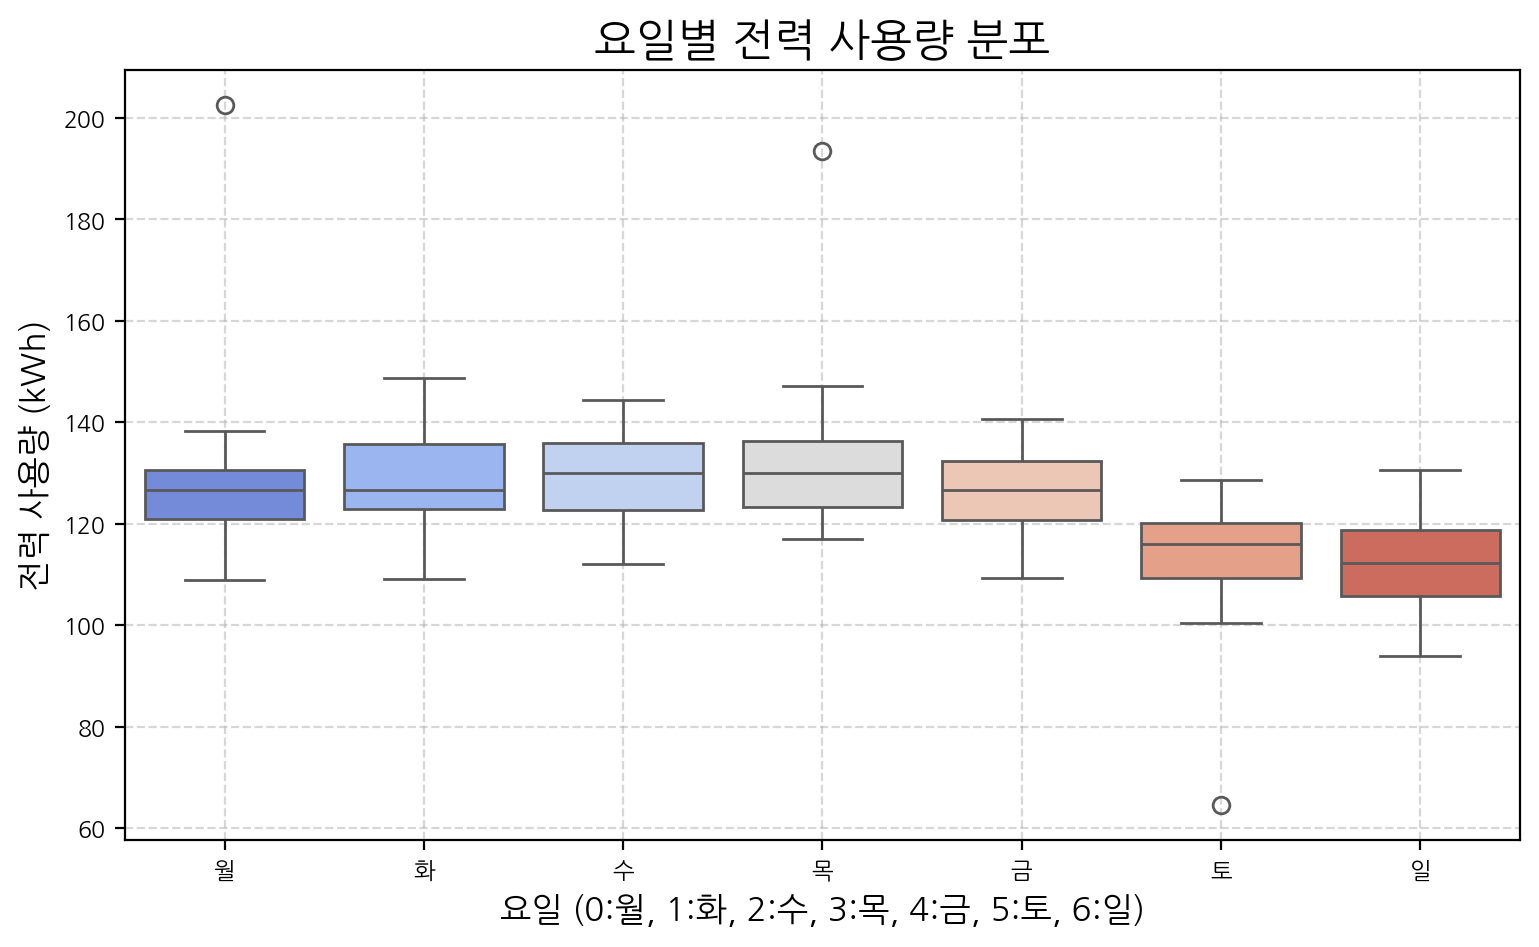 요일별 전력 사용량 분포
전력 사용량 (kWh)
200
180
160
140
120
100
80
60
월 화 수 목 금 토 일
요일 (0:월, 1:화, 2:수, 3:목, 4:금, 5:토, 6:일)